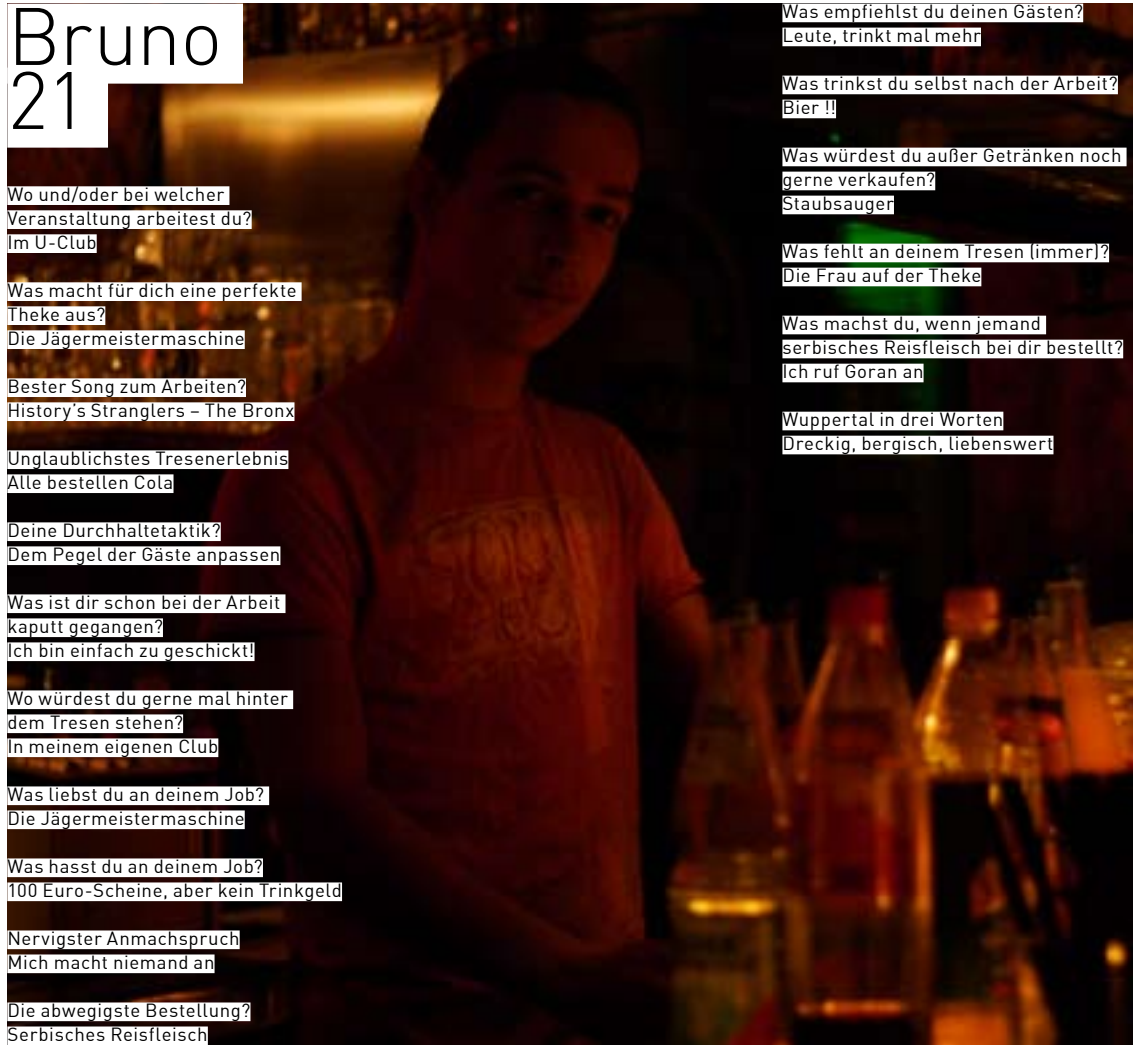 Bruno
21
Wo und/oder bei welcher
Veranstaltung arbeitest du?
Im U-Club
Was macht für dich eine perfekte
Theke aus?
Die Jägermeistermaschine
Bester Song zum Arbeiten?
History's Stranglers – The Bronx
Unglaublichstes Tresenerlebnis
Alle bestellen Cola
Deine Durchhaltetaktik?
Dem Pegel der Gäste anpassen
Was ist dir schon bei der Arbeit
kaputt gegangen?
Ich bin einfach zu geschickt!
Wo würdest du gerne mal hinter
dem Tresen stehen?
In meinem eigenen Club
Was liebst du an deinem Job?
Die Jägermeistermaschine
Was hasst du an deinem Job?
100 Euro-Scheine, aber kein Trinkgeld
Nervigster Anmachspruch
Mich macht niemand an
Die abwegigste Bestellung?
Serbisches Reisfleisch
Was empfiehlst du deinen Gästen?
Leute, trinkt mal mehr
Was trinkst du selbst nach der Arbeit?
Bier !!
Was würdest du außer Getränken noch
gerne verkaufen?
Staubsauger
Was fehlt an deinem Tresen (immer)?
Die Frau auf der Theke
Was machst du, wenn jemand
serbisches Reisfleisch bei dir bestellt?
Ich ruf Goran an
Wuppertal in drei Worten
Dreckig, bergisch, liebenswert